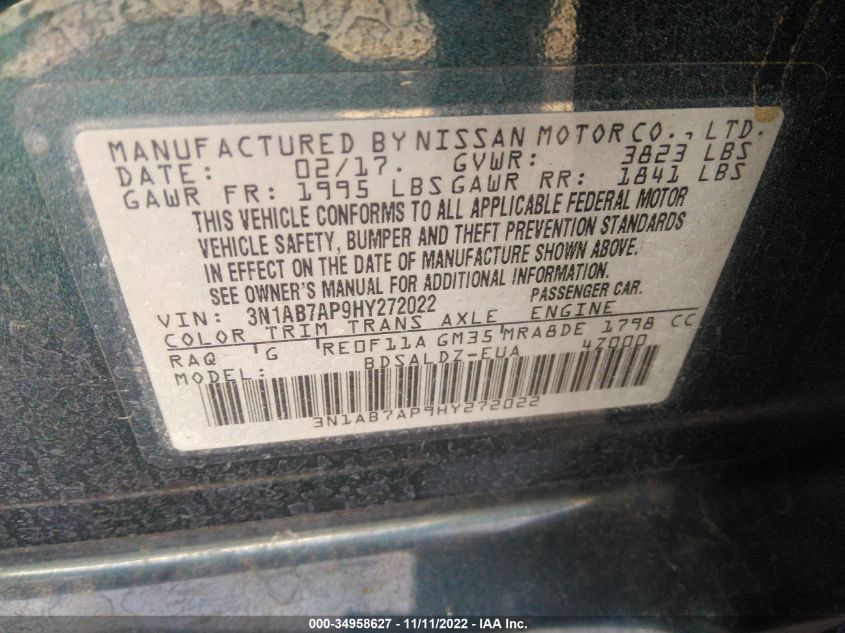 MANUFACTURED BY NISSAN MOTOR CO., LTD.
DATE: 02/17. GVWR: 3823 LBS
GAWR FR: 1995 LBS GAWR RR: 1841 LBS
THIS VEHICLE CONFORMS TO ALL APPLICABLE FEDERAL MOTOR
VEHICLE SAFETY, BUMPER AND THEFT PREVENTION STANDARDS
IN EFFECT ON THE DATE OF MANUFACTURE SHOWN ABOVE.
SEE OWNER'S MANUAL FOR ADDITIONAL INFORMATION.
VIN: 3N1AB7AP9HY272022 PASSENGER CAR.
COLOR TRIM TRANS AXLE ENGINE
RAQ G RE0F11A GM35 MRA8DE 1798 CC
MODEL: BDSALDZ-EUA 4Z000
3N1AB7AP9HY272022
000-34958627 - 11/11/2022 - IAA, Inc.